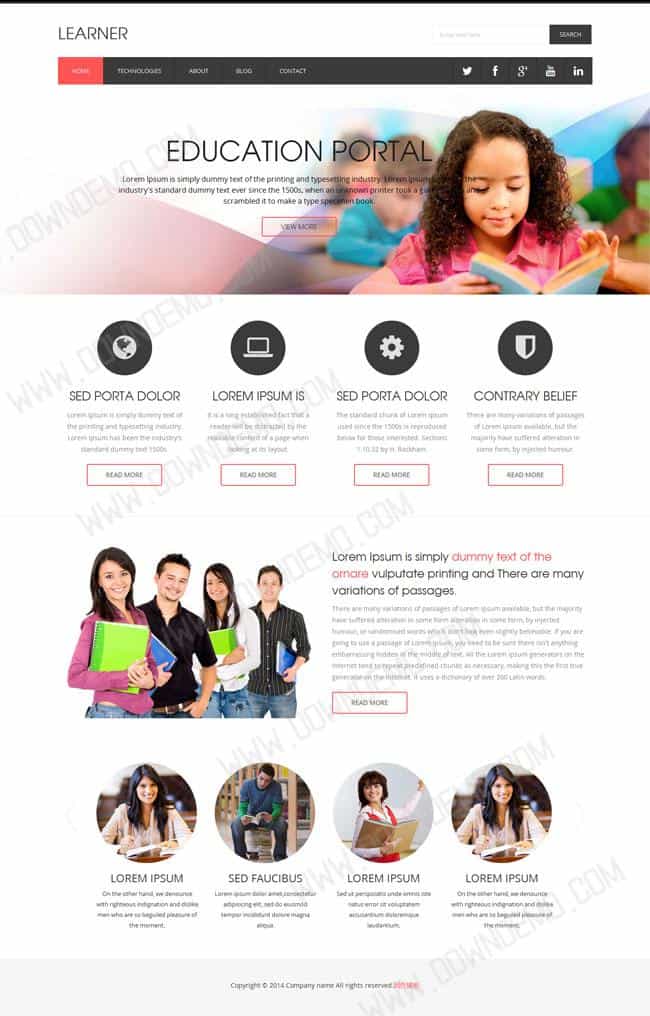 LEARNER
SEARCH
HOME
TECHNOLOGIES
ABOUT
BLOG
CONTACT
EDUCATION PORTAL
Lorem Ipsum is simply dummy text of the printing and typesetting industry. Lorem Ipsum the
industry's standard dummy text ever since the 1500s, when an unknown printer took a and
scrambled it to make a type specimen book.
VIEW MORE
SED PORTA DOLOR
Lorem Ipsum is simply dummy text of
the printing and typesetting industry.
Lorem Ipsum has been the industry's
standard dummy text 1500s.
READ MORE
LOREM IPSUM IS
It is a long established fact that a
reader will be distracted by the
readable content of a page when
looking at its layout.
READ MORE
SED PORTA DOLOR
The standard chunk of Lorem Ipsum
used since the 1500s is reproduced
below for those interested. Sections
1.10.32 by H. Rackham.
READ MORE
CONTRARY BELIEF
There are many variations of passages
of Lorem Ipsum available, but the
majority have suffered alteration in
some form, by injected humour.
READ MORE
Lorem Ipsum is simply dummy text of the
ornare vulputate printing and There are many
variations of passages.
There are many variations of passages of Lorem Ipsum available, but the majority
have suffered alteration in some form alteration in some form, by injected
humour, or randomised words which don't look even slightly believable. If you are
going to use a passage of Lorem Ipsum, you need to be sure there isn't anything
embarrassing hidden in the middle of text. All the Lorem Ipsum generators on the
Internet tend to repeat predefined chunks as necessary, making this the first true
generator on the Internet. It uses a dictionary of over 200 Latin words.
READ MORE
LOREM IPSUM
On the other hand, we denounce
with righteous indignation and dislike
men who are so beguiled pleasure of
the moment.
SED FAUCIBUS
Lorem ipsum dolor amet,consectetur
adipiscing elit, sed do eiusmod
incididunt dolore magna
aliqua.
LOREM IPSUM
Sed ut perspiciatis unde omnis iste
natus error sit voluptatem
accusantium doloremque
laudantium.
LOREM IPSUM
On the other hand, we denounce
with righteous indignation and dislike
men who are so beguiled pleasure of
the moment.
Copyright © 2014.Company name All rights reserved.
WWW.DOWNDEMO.COM
WWW.DOWNDEMO.COM
WWW.DOWNDEMO.COM
WWW.DOWNDEMO.COM
WWW.DOWNDEMO.COM